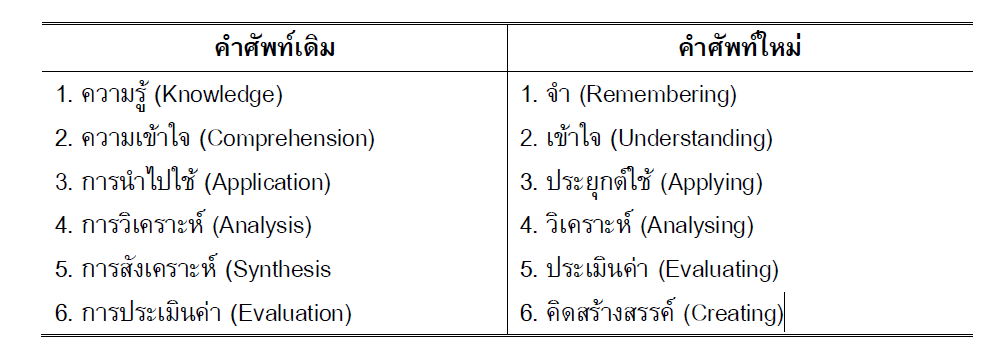 คำศัพท์เดิม คำศัพท์ใหม่
1. ความรู้ (Knowledge) 1. จำ (Remembering)
2. ความเข้าใจ (Comprehension) 2. เข้าใจ (Understanding)
3. การนำไปใช้ (Application) 3. ประยุกต์ใช้ (Applying)
4. การวิเคราะห์ (Analysis) 4. วิเคราะห์ (Analysing)
5. การสังเคราะห์ (Synthesis 5. ประเมินค่า (Evaluating)
6. การประเมินค่า (Evaluation) 6. คิดสร้างสรรค์ (Creating)